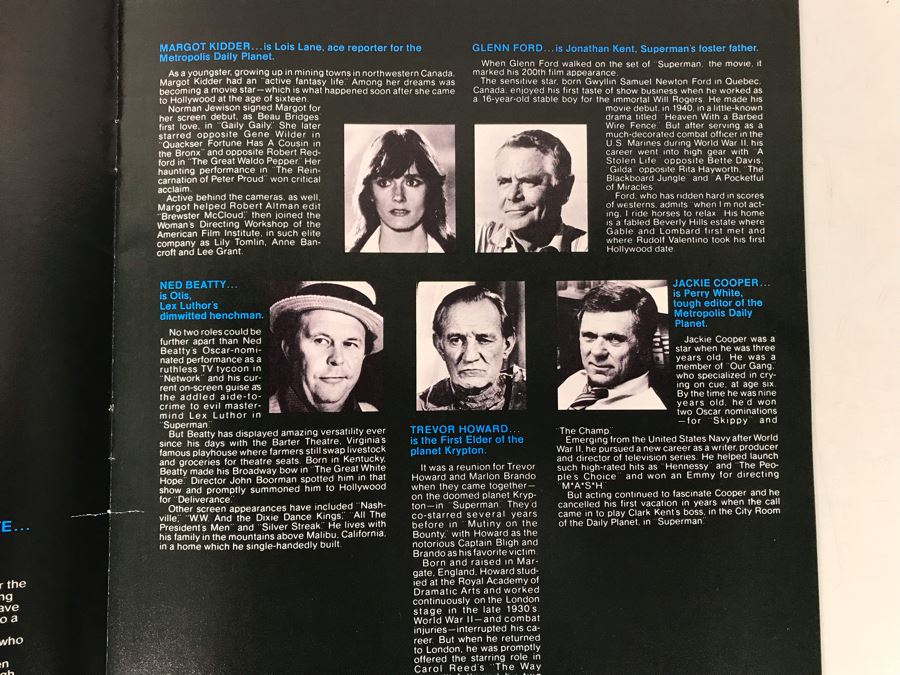 MARGOT KIDDER...is Lois Lane, ace reporter for the
Metropolis Daily Planet.
As a youngster, growing up in mining towns in northwestern Canada,
Margot Kidder had an "active fantasy life." Among her dreams was
becoming a movie star—which is what happened soon after she came
to Hollywood at the age of sixteen.
Norman Jewison signed Margot for
her screen debut, as Beau Bridges'
first love, in "Gaily Gaily." She later
starred opposite Gene Wilder in
"Quackser Fortune Has A Cousin in
the Bronx" and opposite Robert Red-
ford in "The Great Waldo Pepper." Her
haunting performance in "The Rein-
carnation of Peter Proud" won critical
acclaim.
Active behind the cameras, as well,
Margot helped Robert Altman edit
"Brewster McCloud," then joined the
Woman's Directing Workshop of the
American Film Institute, in such elite
company as Lily Tomlin, Anne Ban-
croft and Lee Grant.
GLENN FORD...is Jonathan Kent, Superman's foster father.
When Glenn Ford walked on the set of "Superman," the movie, it
marked his 200th film appearance.
The sensitive star, born Gwyllin Samuel Newton Ford in Quebec,
Canada, enjoyed his first taste of show business when he worked as
a 16-year-old stable boy for the immortal Will Rogers. He made his
movie debut, in 1940, in a little-known
drama titled "Heaven With a Barbed
Wire Fence." But after serving as a
much-decorated combat officer in the
U.S. Marines during World War II, his
career went into high gear with "A
Stolen Life" opposite Bette Davis,
"Gilda" opposite Rita Hayworth, "The
Blackboard Jungle" and "A Pocketful
of Miracles."
Ford, who has ridden hard in scores
of westerns, admits "when I'm not act-
ing, I ride horses to relax." His home
is a fabled Beverly Hills estate where
Gable and Lombard first met and
where Rudolf Valentino took his first
Hollywood date.
NED BEATTY...
is Otis,
Lex Luthor's
dimwitted henchman.
No two roles could be
further apart than Ned
Beatty's Oscar-nomi-
nated performance as a
ruthless TV tycoon in
"Network" and his cur-
rent on-screen guise as
the addled aide-to-
crime to evil master-
mind Lex Luthor in
"Superman."
But Beatty has displayed amazing versatility ever
since his days with the Barter Theatre, Virginia's
famous playhouse where farmers still swap livestock
and groceries for theatre seats. Born in Kentucky,
Beatty made his Broadway bow in "The Great White
Hope." Director John Boorman spotted him in that
show and promptly summoned him to Hollywood
for "Deliverance."
Other screen appearances have included "Nash-
ville," "W.W. And the Dixie Dance Kings," "All The
President's Men" and "Silver Streak." He lives with
his family in the mountains above Malibu, California,
in a home which he single-handedly built.
TREVOR HOWARD...
is the First Elder of the
planet Krypton.
It was a reunion for Trevor
Howard and Marlon Brando
when they came together—
on the doomed planet Kryp-
ton—in "Superman." They'd
co-starred several years
before in "Mutiny on the
Bounty," with Howard as the
notorious Captain Bligh and
Brando as his favorite victim.
Born and raised in Mar-
gate, England, Howard stud-
ied at the Royal Academy of
Dramatic Arts and worked
continuously on the London
stage in the late 1930's.
World War II—and combat
injuries—interrupted his ca-
reer. But when he returned
to London, he was promptly
offered the starring role in
Carol Reed's "The Way
JACKIE COOPER...
is Perry White,
tough editor of the
Metropolis Daily
Planet.
Jackie Cooper was a
star when he was three
years old. He was a
member of "Our Gang,"
who specialized in cry-
ing on cue, at age six.
By the time he was nine
years old, he'd won
two Oscar nominations
—for "Skippy" and
"The Champ."
Emerging from the United States Navy after World
War II, he pursued a new career as a writer, producer
and director of television series. He helped launch
such high-rated hits as "Hennessy" and "The Peo-
ple's Choice" and won an Emmy for directing
"M*A*S*H."
But acting continued to fascinate Cooper and he
cancelled his first vacation in years when the call
came in to play Clark Kent's boss, in the City Room
of the Daily Planet, in "Superman."
E...
r the
ng
ave
o a
who
en